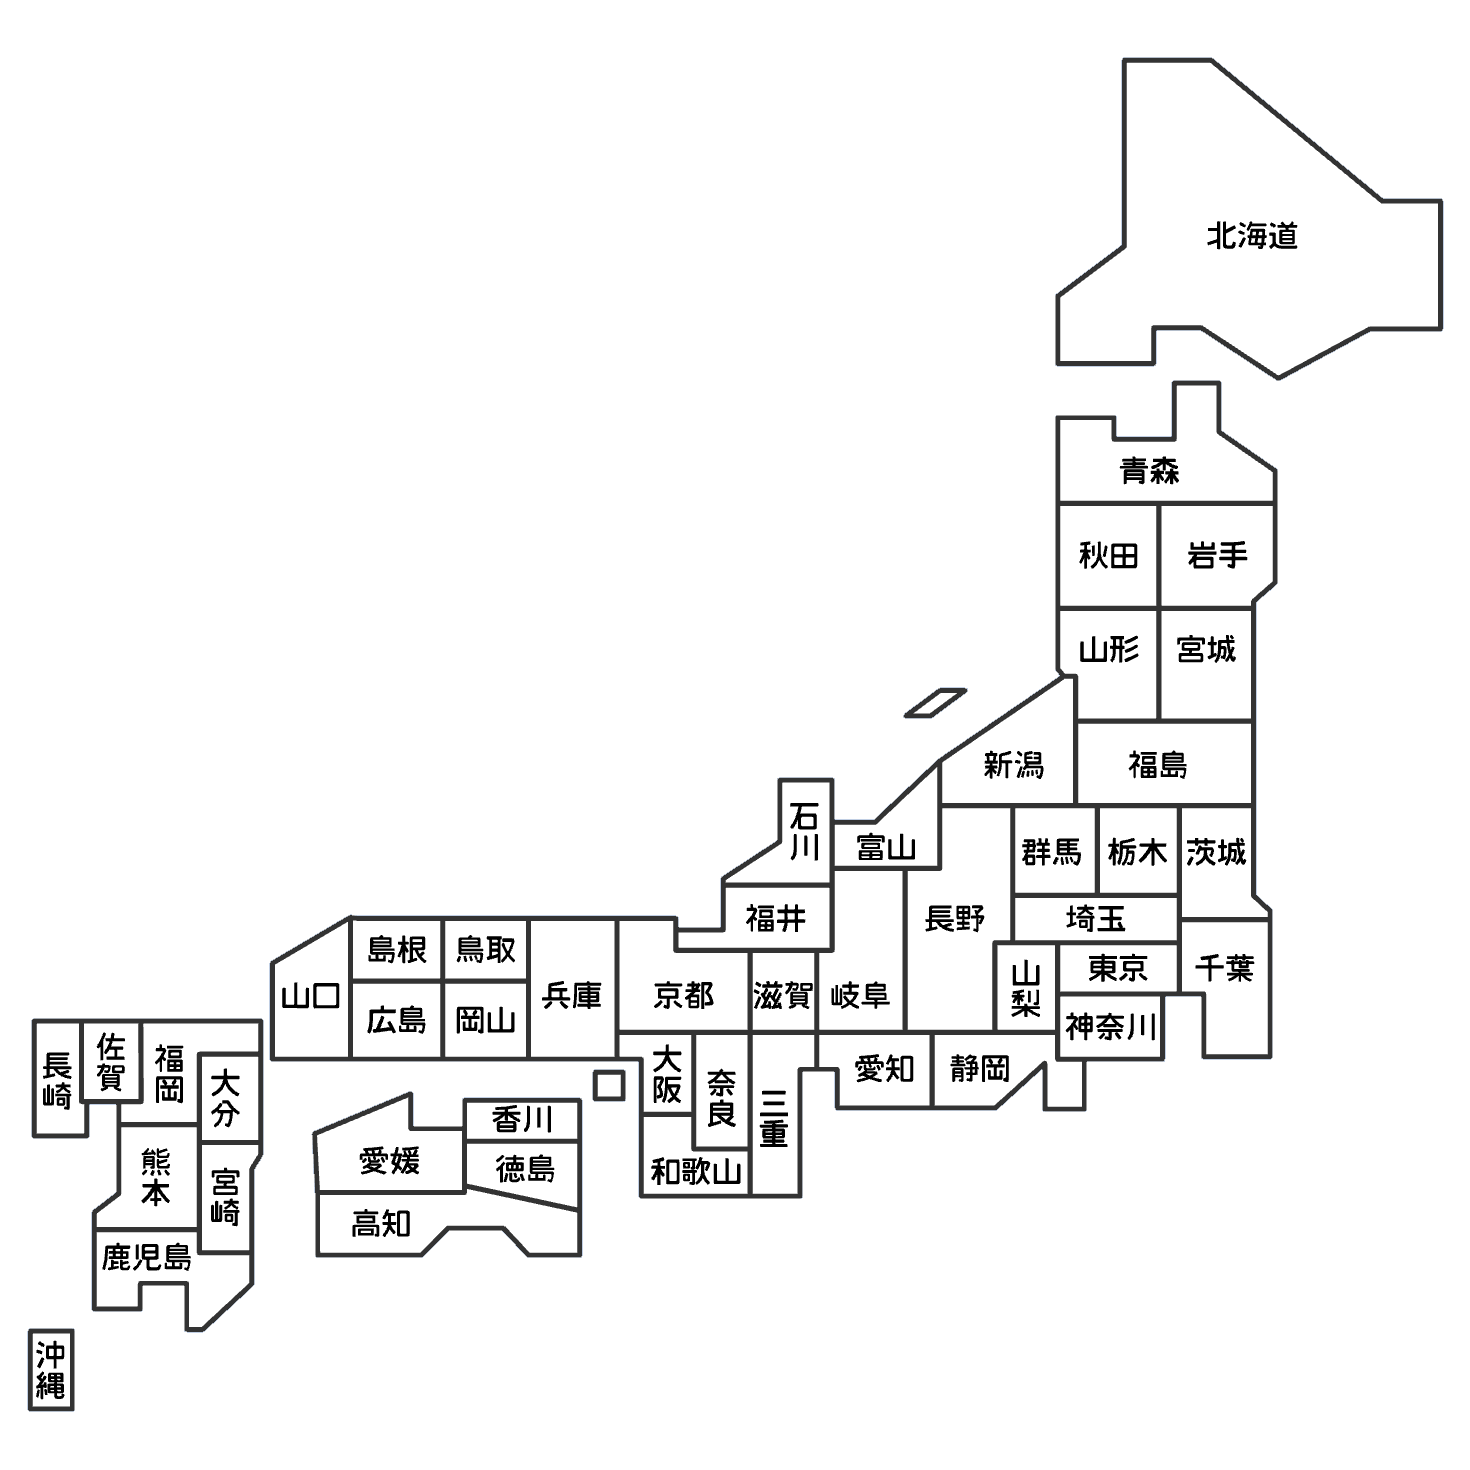 北海道
青森
秋田
岩手
山形
宮城
新潟
福島
石川
富山
群馬
栃木
茨城
福井
長野
埼玉
島根
鳥取
兵庫
京都
滋賀
岐阜
山梨
東京
千葉
山口
広島
岡山
神奈川
長崎
佐賀
福岡
大分
大阪
奈良
三重
愛知
静岡
香川
愛媛
徳島
和歌山
熊本
宮崎
高知
鹿児島
沖縄